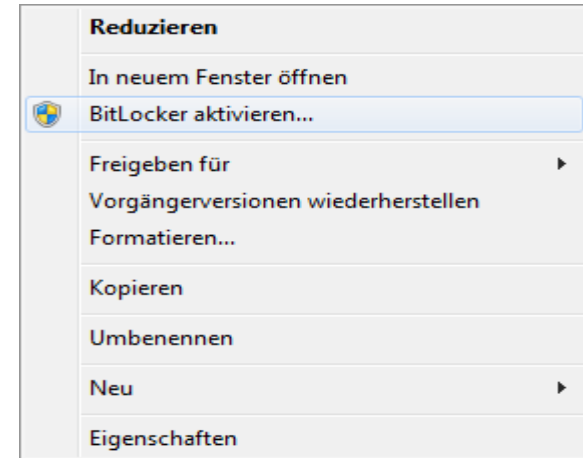 Reduzieren
In neuem Fenster öffnen
BitLocker aktivieren...
Freigeben für
Vorgängerversionen wiederherstellen
Formatieren...
Kopieren
Umbenennen
Neu
Eigenschaften